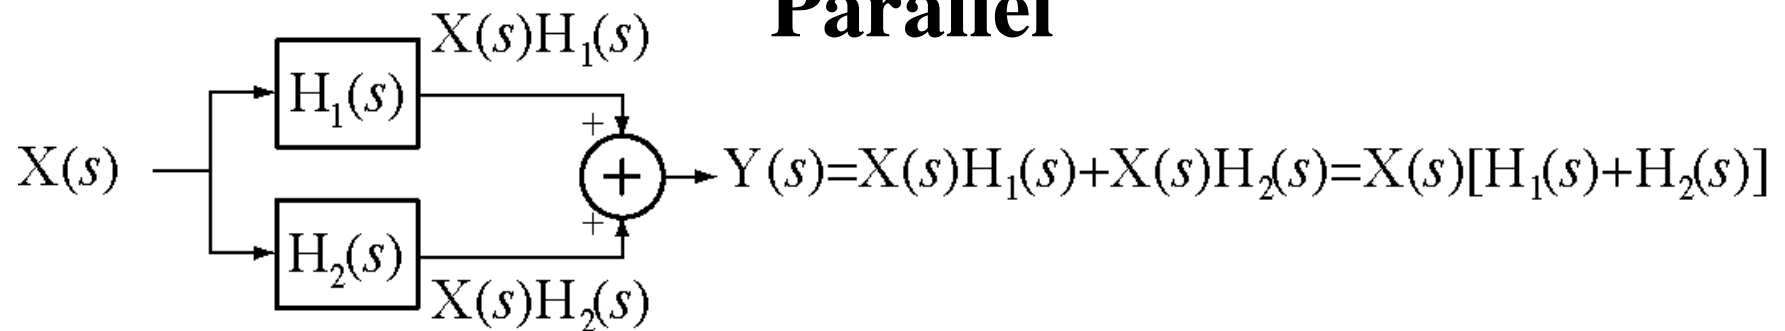 Parallel
X(s)H₁(s)
H₁(s)
+
X(s)
+
Y(s)=X(s)H₁(s)+X(s)H₂(s)=X(s)[H₁(s)+H₂(s)]
+
H₂(s)
X(s)H₂(s)